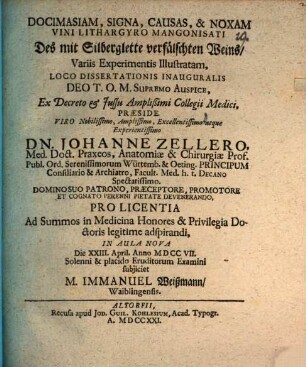 DOCIMASIAM, SIGNA, CAUSAS, & NOXAM
VINI LITHARGYRO MANGONISATI
Des mit Silberglette verfälschten Weins/
Variis Experimentis Illustratam,
LOCO DISSERTATIONIS INAUGURALIS
DEO T. O. M. SUPREMO AUSPICE,
Ex Decreto & Jussu Amplissimi Collegii Medici,
PRÆSIDE
VIRO Nobilissimo, Amplissimo, Excellentissimo atque
Experientissimo
DN. JOHANNE ZELLERO,
Med. Doct. Praxeos, Anatomiæ & Chirurgiæ Prof.
Publ. Ord. Serenissimorum Würtemb. & Oeting. PRINCIPUM
Consiliario & Archiatro, Facult. Med. h. t. DECANO
Spectatissimo.
DOMINO SUO PATRONO, PRÆCEPTORE, PROMOTORE
ET COGNATO PERENNI PIETATE DEVENERANDO,
PRO LICENTIA
Ad Summos in Medicina Honores & Privilegia Do-
ctoris legitime adspirandi,
IN AULA NOVA
Die XXIII. April. Anno MDCCVII.
Solenni & placido Eruditorum Examini
subjiciet
M. IMMANUEL Weißmann/
Waiblingensis.
ALTORFII,
Recusa apud JOD. GUIL. KOHLESIUM, Acad. Typogr.
A. MDCCXXI.